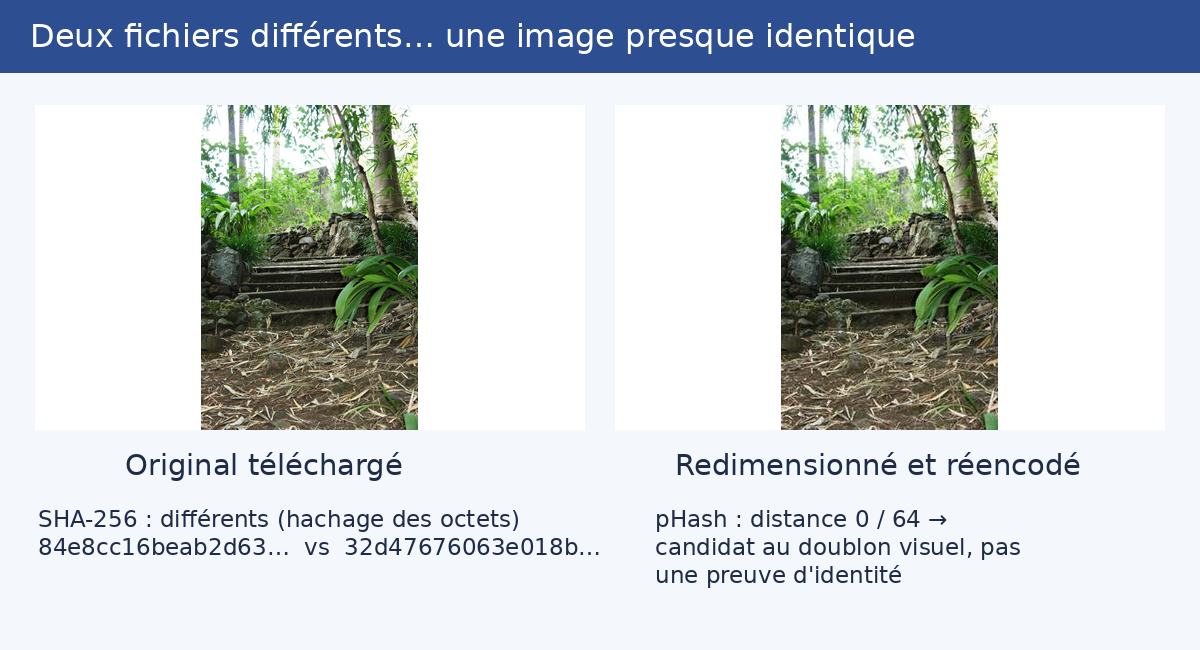 Deux fichiers différents… une image presque identique
Original téléchargé
Redimensionné et réencodé
SHA-256 : différents (hachage des octets)
84e8cc16beab2d63… vs 32d47676063e018b…
pHash : distance 0 / 64 →
candidat au doublon visuel, pas
une preuve d'identité